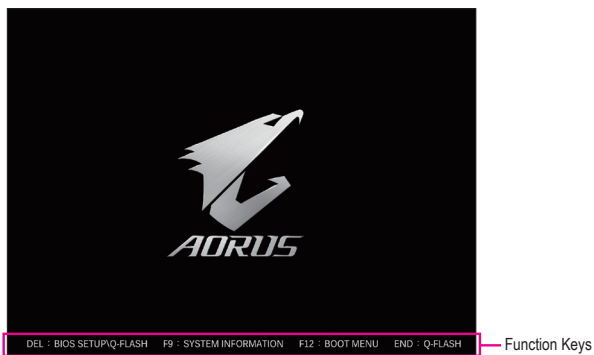 AORUS
DEL : BIOS SETUP\Q-FLASH F9 : SYSTEM INFORMATION F12 : BOOT MENU END : Q-FLASH
Function Keys